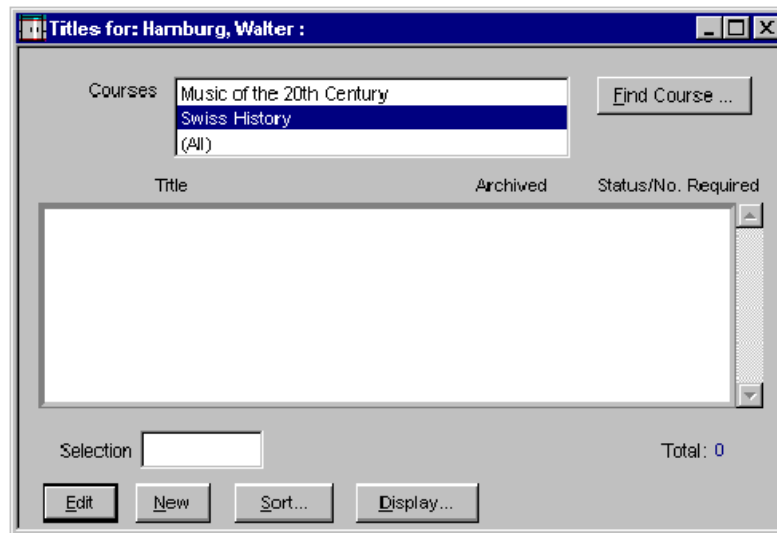 Titles for: Hamburg, Walter :
Courses
Music of the 20th Century
Find Course ...
Swiss History
(All)
Title Archived Status/No. Required
Selection
Total: 0
Edit New Sort... Display...